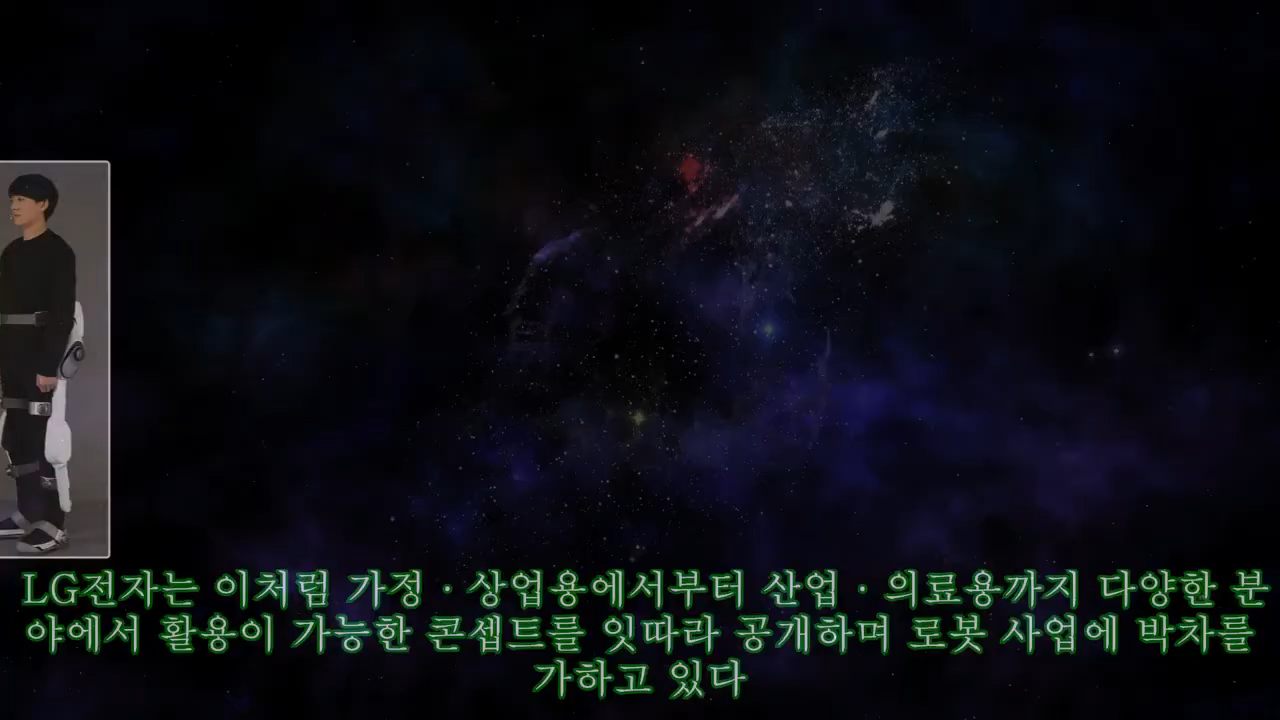 LG전자는 이처럼 가정 · 상업용에서부터 산업 · 의료용까지 다양한 분
야에서 활용이 가능한 콘셉트를 잇따라 공개하며 로봇 사업에 박차를
가하고 있다